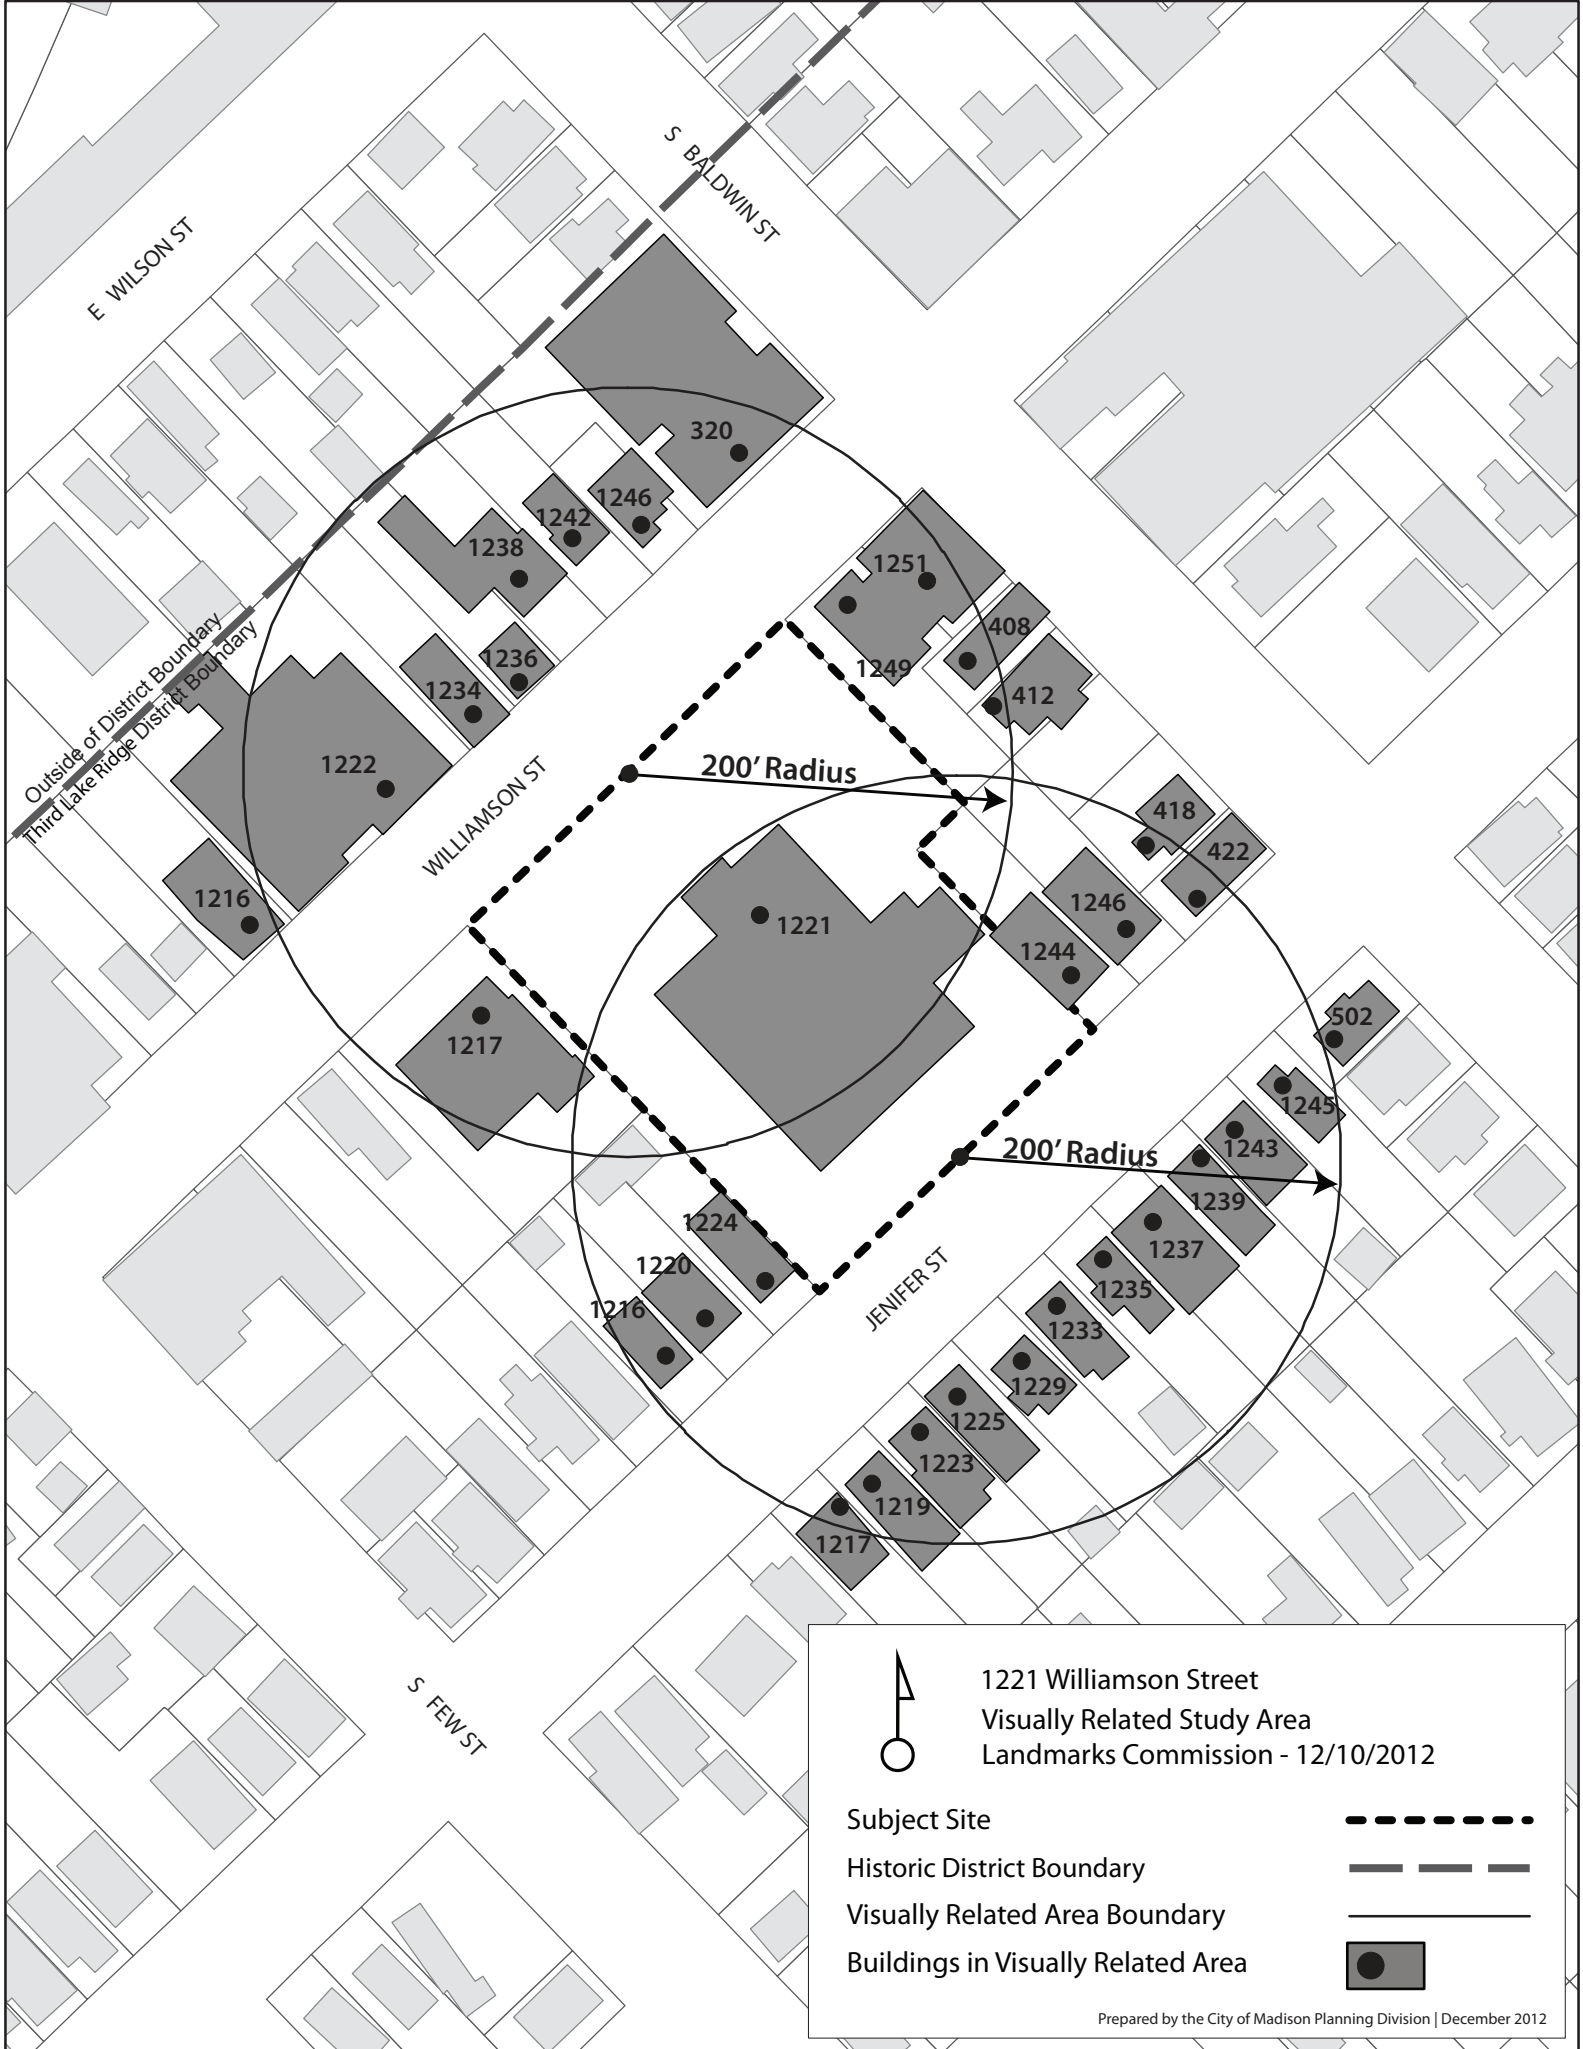 S BALDWIN ST
E WILSON ST
320
1246
1242
1238
1251
408
1236
1249
1234
412
Outside of District Boundary
Third Lake Ridge District Boundary
1222
WILLIAMSON ST
200' Radius
418
422
1216
1246
1221
1244
502
1217
1245
200' Radius
1243
1239
1224
1237
1220
JENIFER ST
1235
1216
1233
1229
1225
1223
1219
1217
S FEW ST
1221 Williamson Street
Visually Related Study Area
Landmarks Commission - 12/10/2012
Subject Site
Historic District Boundary
Visually Related Area Boundary
Buildings in Visually Related Area
Prepared by the City of Madison Planning Division | December 2012